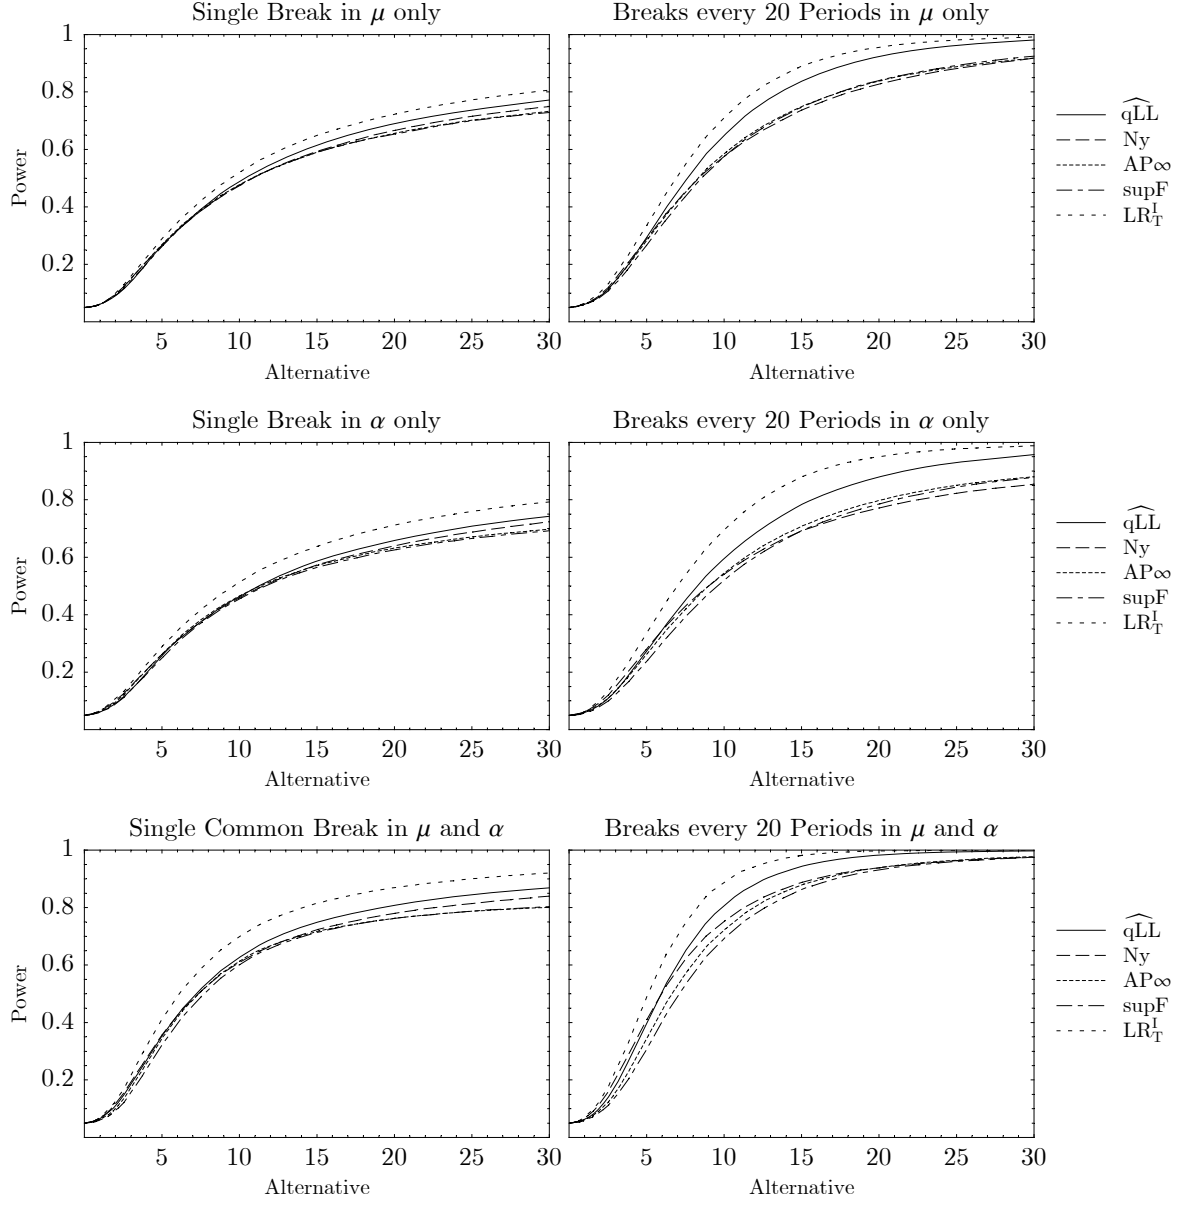 Single Break in μ only
Breaks every 20 Periods in μ only
1
0.8
0.6
0.4
0.2
Power
5 10 15 20 25 30
5 10 15 20 25 30
Alternative
Alternative
q͡LL
Ny
AP∞
supF
LR_T^I
Single Break in α only
Breaks every 20 Periods in α only
1
0.8
0.6
0.4
0.2
Power
5 10 15 20 25 30
5 10 15 20 25 30
Alternative
Alternative
q͡LL
Ny
AP∞
supF
LR_T^I
Single Common Break in μ and α
Breaks every 20 Periods in μ and α
1
0.8
0.6
0.4
0.2
Power
5 10 15 20 25 30
5 10 15 20 25 30
Alternative
Alternative
q͡LL
Ny
AP∞
supF
LR_T^I